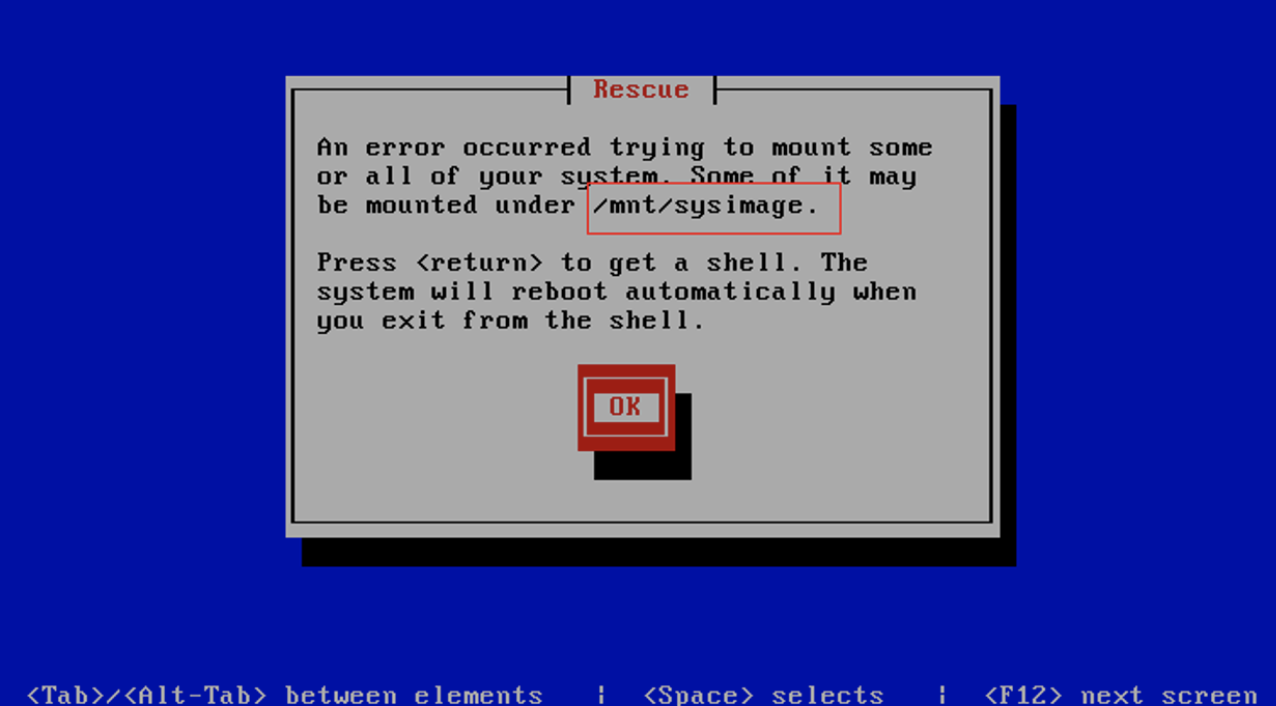 Rescue
An error occurred trying to mount some
or all of your system. Some of it may
be mounted under /mnt/sysimage.
Press <return> to get a shell. The
system will reboot automatically when
you exit from the shell.
OK
<Tab>/<Alt-Tab> between elements   |  <Space> selects   |  <F12> next screen